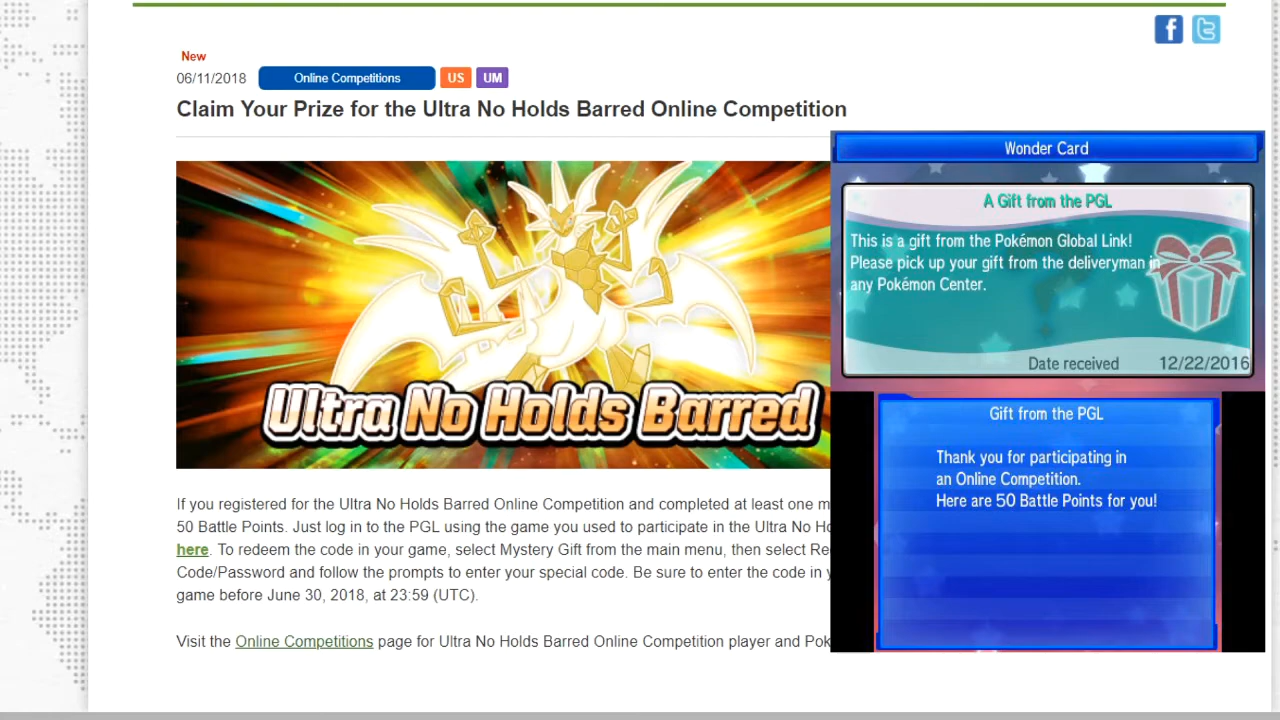 New
06/11/2018 Online Competitions US UM
Claim Your Prize for the Ultra No Holds Barred Online Competition
Ultra No Holds Barred
If you registered for the Ultra No Holds Barred Online Competition and completed at least one m
50 Battle Points. Just log in to the PGL using the game you used to participate in the Ultra No Ho
here. To redeem the code in your game, select Mystery Gift from the main menu, then select Re
Code/Password and follow the prompts to enter your special code. Be sure to enter the code in y
game before June 30, 2018, at 23:59 (UTC).
Visit the Online Competitions page for Ultra No Holds Barred Online Competition player and Pok
Wonder Card
A Gift from the PGL
This is a gift from the Pokémon Global Link!
Please pick up your gift from the deliveryman in
any Pokémon Center.
Date received 12/22/2016
Gift from the PGL
Thank you for participating in
an Online Competition.
Here are 50 Battle Points for you!